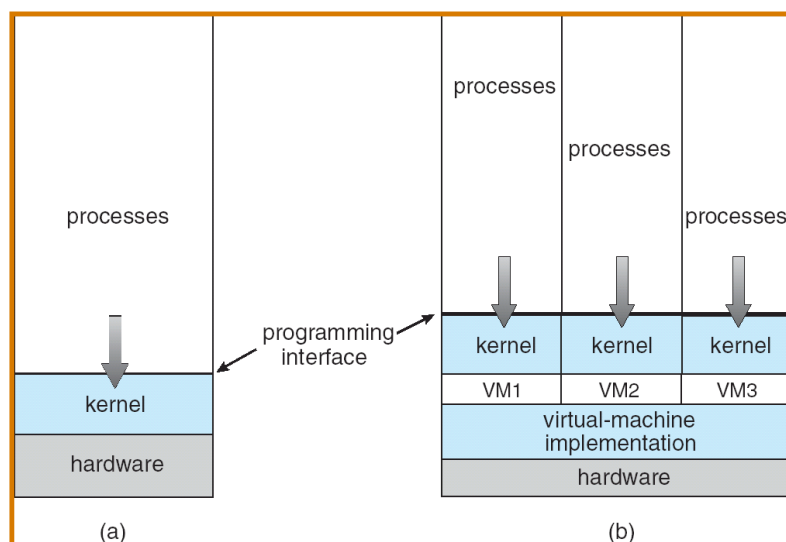 processes
programming
interface
kernel
hardware
(a)
processes
processes
processes
kernel
kernel
kernel
VM1
VM2
VM3
virtual-machine
implementation
hardware
(b)